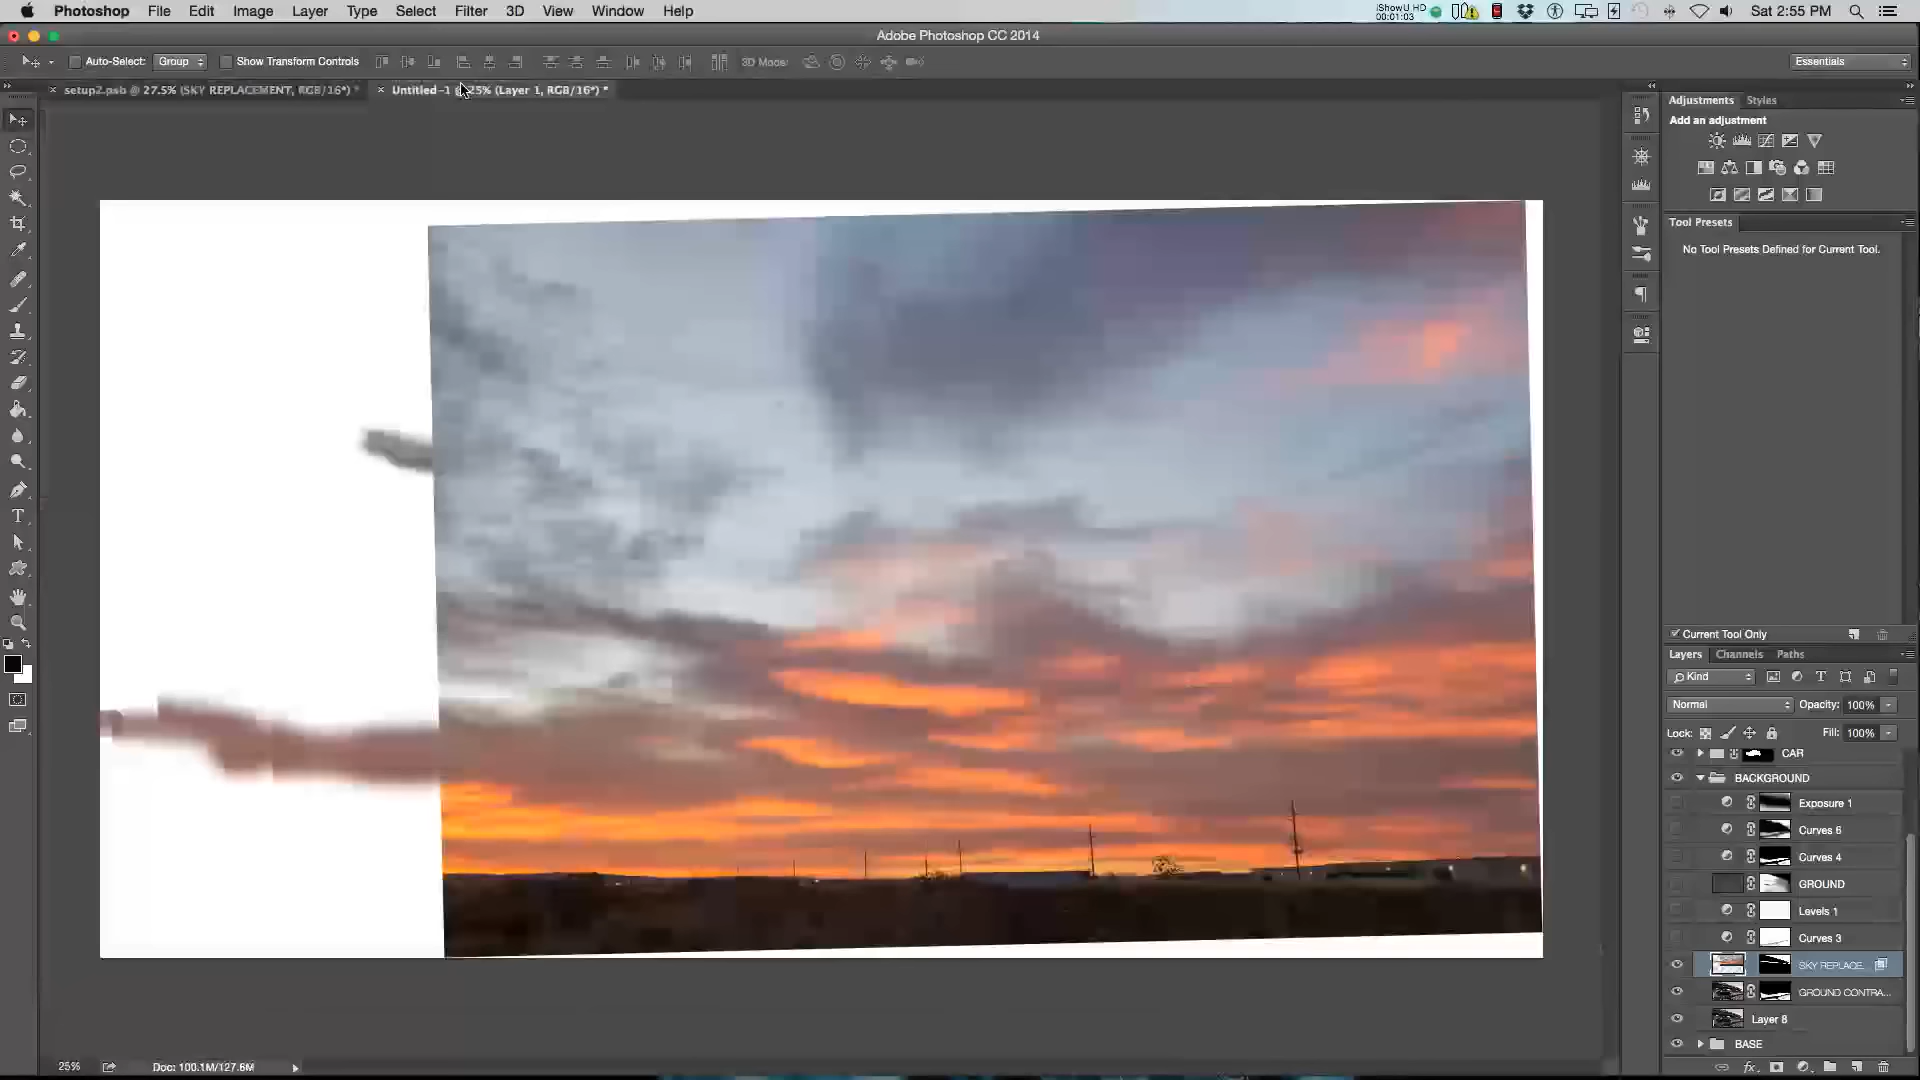 Photoshop File Edit Image Layer Type Select Filter 3D View Window Help
iShowU HD
00:01:03
Sat 2:55 PM
Adobe Photoshop CC 2014
Auto-Select: Group Show Transform Controls 3D Mode: Essentials
setup2.psb @ 27.5% (SKY REPLACEMENT, RGB/16*) *
Untitled-1 @ 25% (Layer 1, RGB/16*) *
Adjustments Styles
Add an adjustment
Tool Presets
No Tool Presets Defined for Current Tool.
Current Tool Only
Layers Channels Paths
Kind
Normal Opacity: 100%
Lock: Fill: 100%
CAR
BACKGROUND
Exposure 1
Curves 6
Curves 4
GROUND
Levels 1
Curves 3
SKY REPLACE...
GROUND CONTRA...
Layer 8
BASE
25% Doc: 100.1M/127.6M